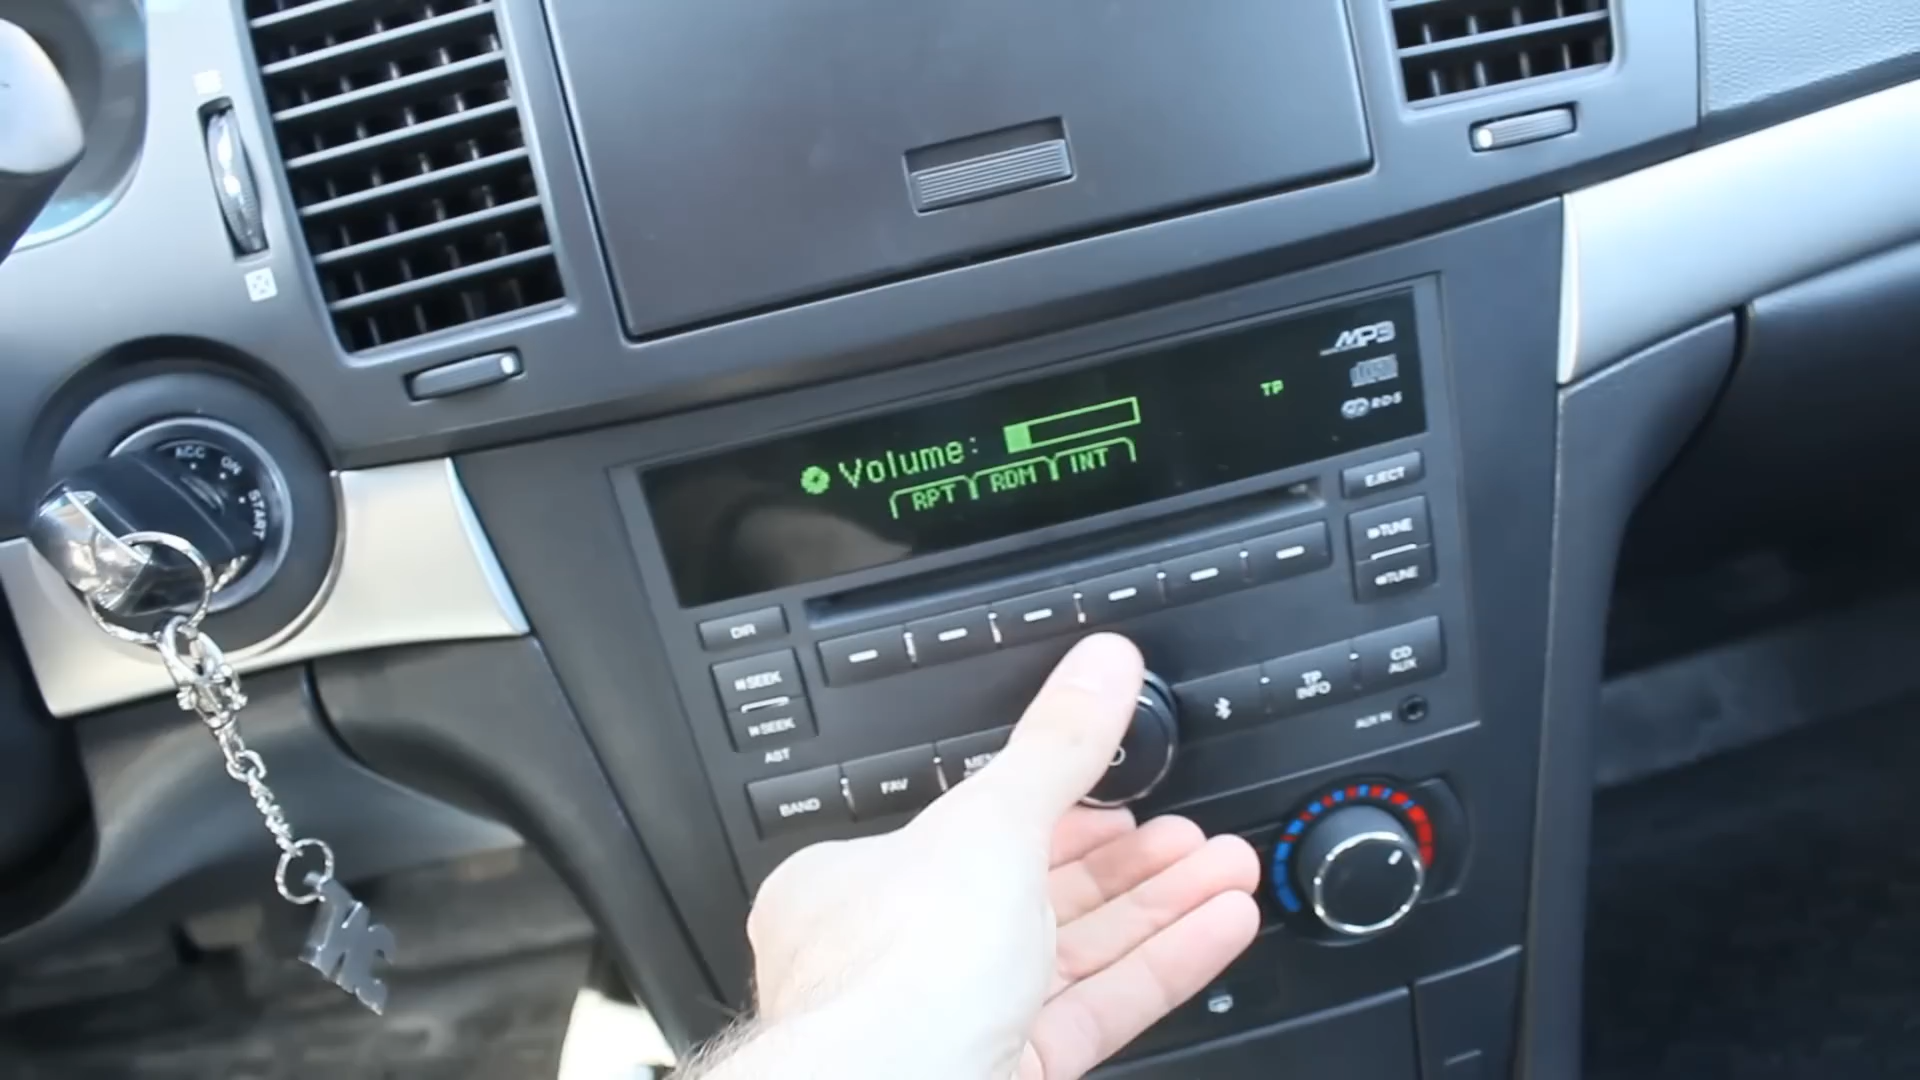 ACC
ON
START
MP3
TP
RDS
Volume:
RPT RDM INT
EJECT
TUNE
TUNE
DIR
SEEK
SEEK
AST
BAND
FAV
TP
INFO
CD
AUX
AUX IN